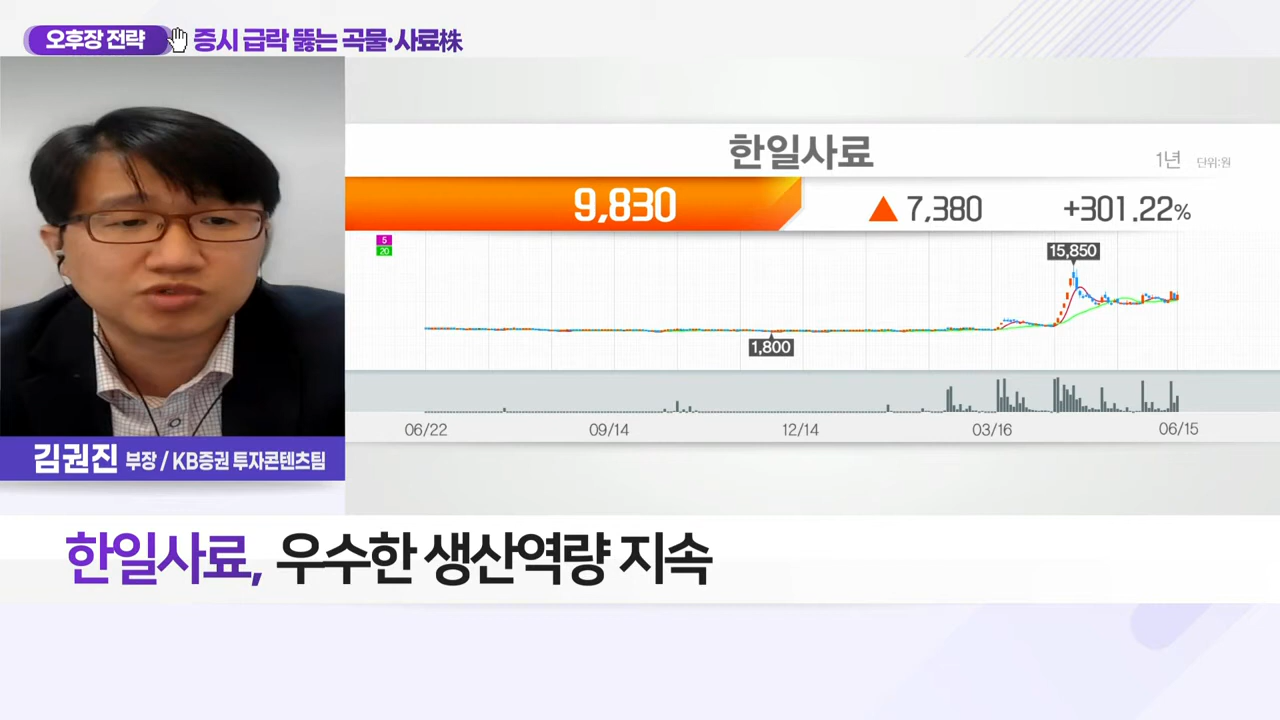 오후장 전략 증시 급락 뚫는 곡물·사료株
한일사료
1년 단위:원
9,830 ▲ 7,380 +301.22%
5
20
15,850
1,800
06/22 09/14 12/14 03/16 06/15
김권진 부장 / KB증권 투자콘텐츠팀
한일사료, 우수한 생산역량 지속